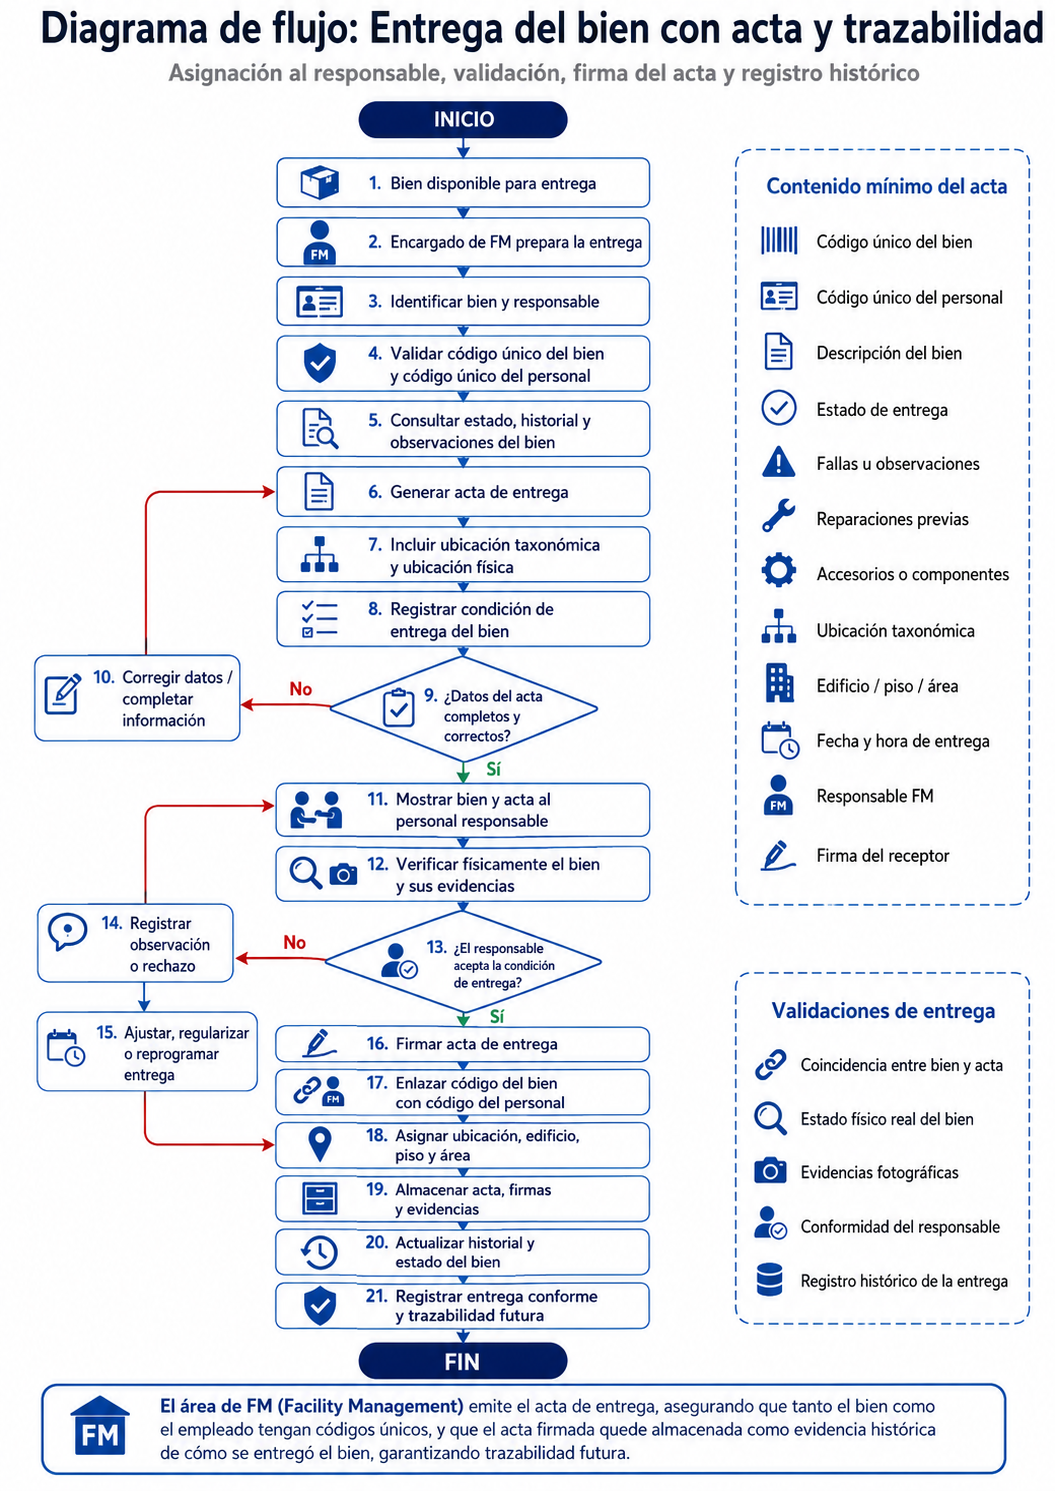 Diagrama de flujo: Entrega del bien con acta y trazabilidad
Asignación al responsable, validación, firma del acta y registro histórico
INICIO
1. Bien disponible para entrega
FM
2. Encargado de FM prepara la entrega
3. Identificar bien y responsable
4. Validar código único del bien
y código único del personal
5. Consultar estado, historial y
observaciones del bien
6. Generar acta de entrega
7. Incluir ubicación taxonómica
y ubicación física
8. Registrar condición de
entrega del bien
9. ¿Datos del acta
completos y
correctos?
No
10. Corregir datos /
completar
información
Sí
11. Mostrar bien y acta al
personal responsable
12. Verificar físicamente el bien
y sus evidencias
13. ¿El responsable
acepta la condición
de entrega?
No
14. Registrar
observación
o rechazo
15. Ajustar, regularizar
o reprogramar
entrega
Sí
16. Firmar acta de entrega
FM
17. Enlazar código del bien
con código del personal
18. Asignar ubicación, edificio,
piso y área
19. Almacenar acta, firmas
y evidencias
20. Actualizar historial y
estado del bien
21. Registrar entrega conforme
y trazabilidad futura
FIN
Contenido mínimo del acta
Código único del bien
Código único del personal
Descripción del bien
Estado de entrega
Fallas u observaciones
Reparaciones previas
Accesorios o componentes
Ubicación taxonómica
Edificio / piso / área
Fecha y hora de entrega
FM
Responsable FM
Firma del receptor
Validaciones de entrega
Coincidencia entre bien y acta
Estado físico real del bien
Evidencias fotográficas
Conformidad del responsable
Registro histórico de la entrega
FM
El área de FM (Facility Management) emite el acta de entrega, asegurando que tanto el bien como
el empleado tengan códigos únicos, y que el acta firmada quede almacenada como evidencia histórica
de cómo se entregó el bien, garantizando trazabilidad futura.